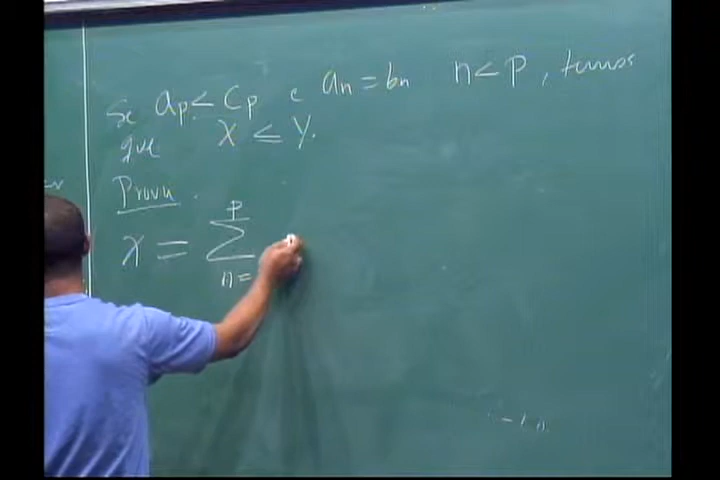 Se aₚ < cₚ e aₙ = bₙ n < p, temos
que X ≤ Y.
Prova.
x = ∑ₙ₌ᵖ